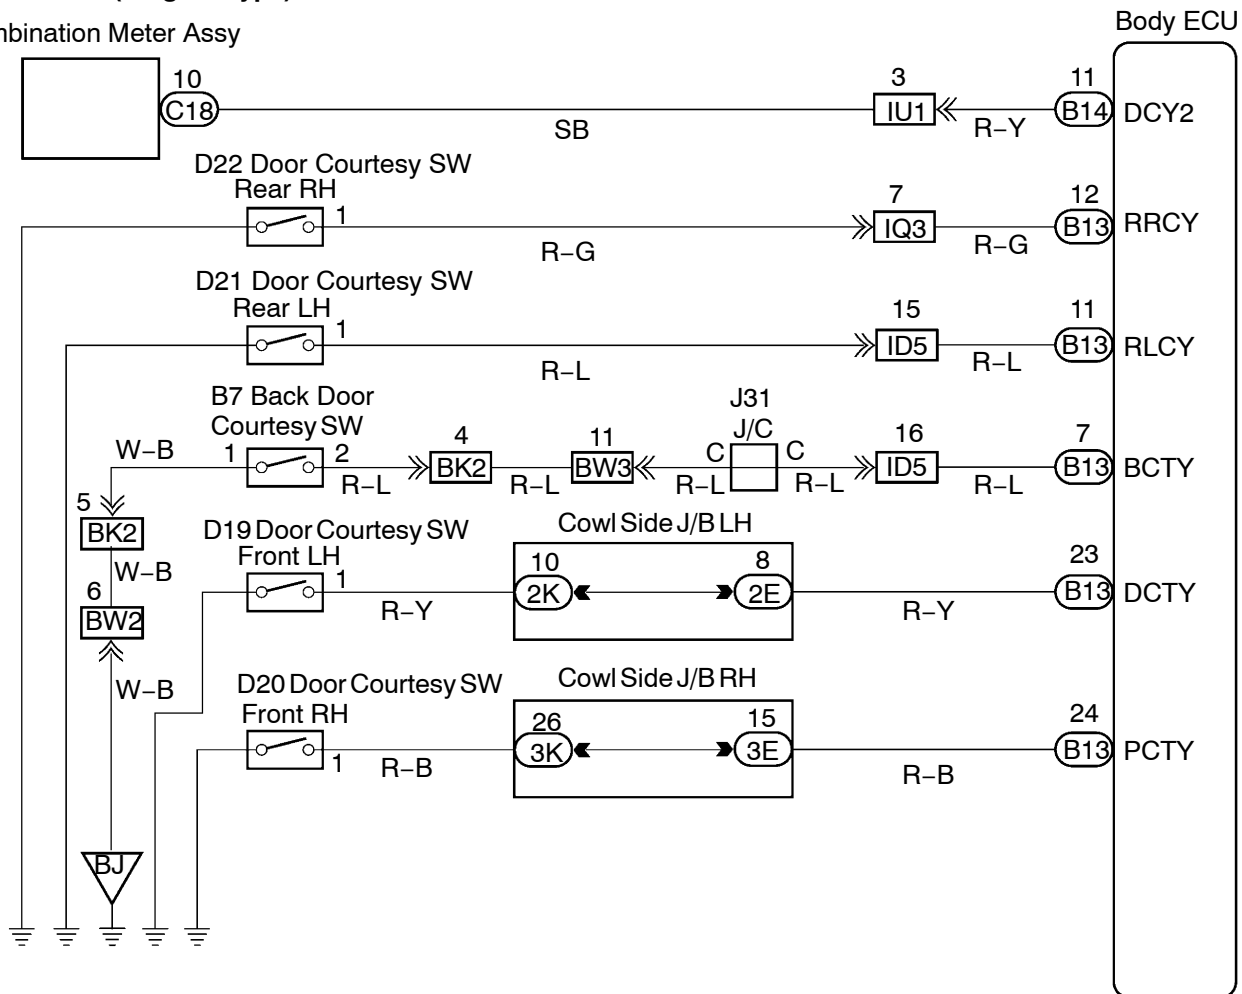 Body ECU
mbination Meter Assy
10
C18
SB
3
IU1
R–Y
11
B14
DCY2
D22 Door Courtesy SW
Rear RH
1
R–G
7
IQ3
R–G
12
B13
RRCY
D21 Door Courtesy SW
Rear LH
1
R–L
15
ID5
R–L
11
B13
RLCY
B7 Back Door
Courtesy SW
W–B
1
2
R–L
4
BK2
R–L
11
BW3
R–L
J31
J/C
C
C
R–L
16
ID5
R–L
7
B13
BCTY
5
BK2
W–B
6
BW2
W–B
BJ
D19 Door Courtesy SW
Front LH
1
R–Y
Cowl Side J/B LH
10
2K
8
2E
R–Y
23
B13
DCTY
D20 Door Courtesy SW
Front RH
1
R–B
Cowl Side J/B RH
26
3K
15
3E
R–B
24
B13
PCTY